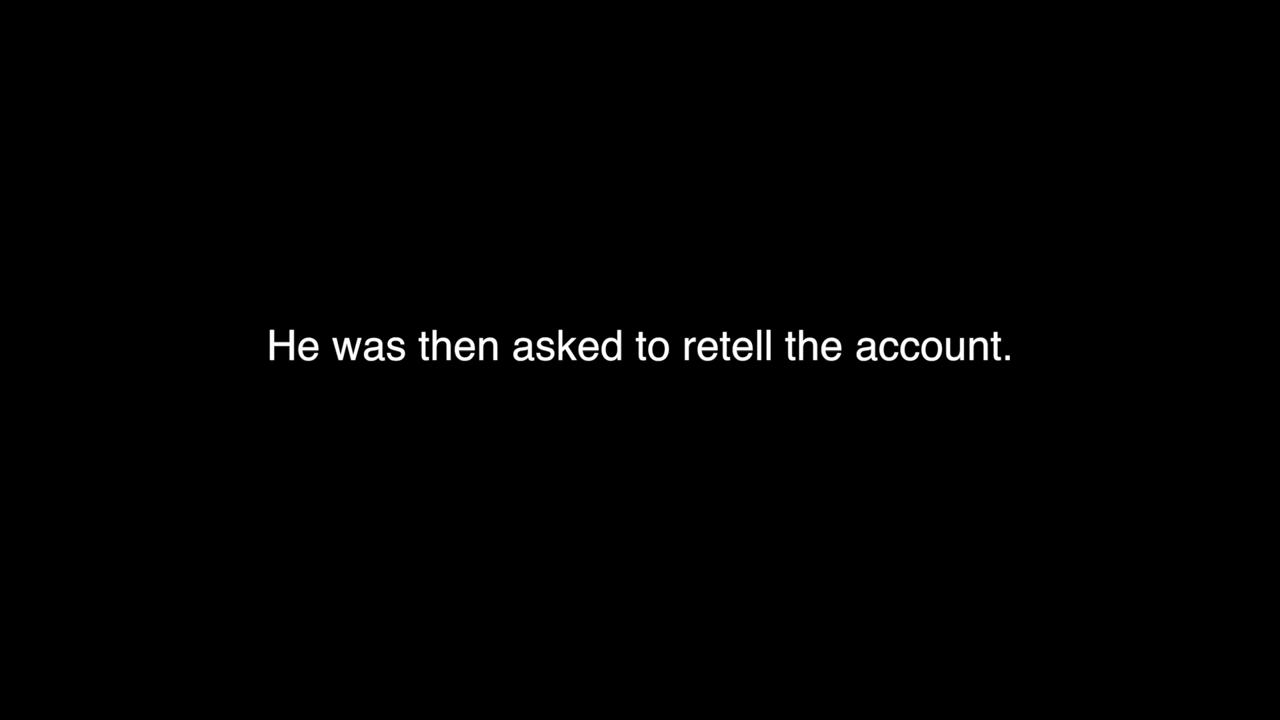 He was then asked to retell the account.